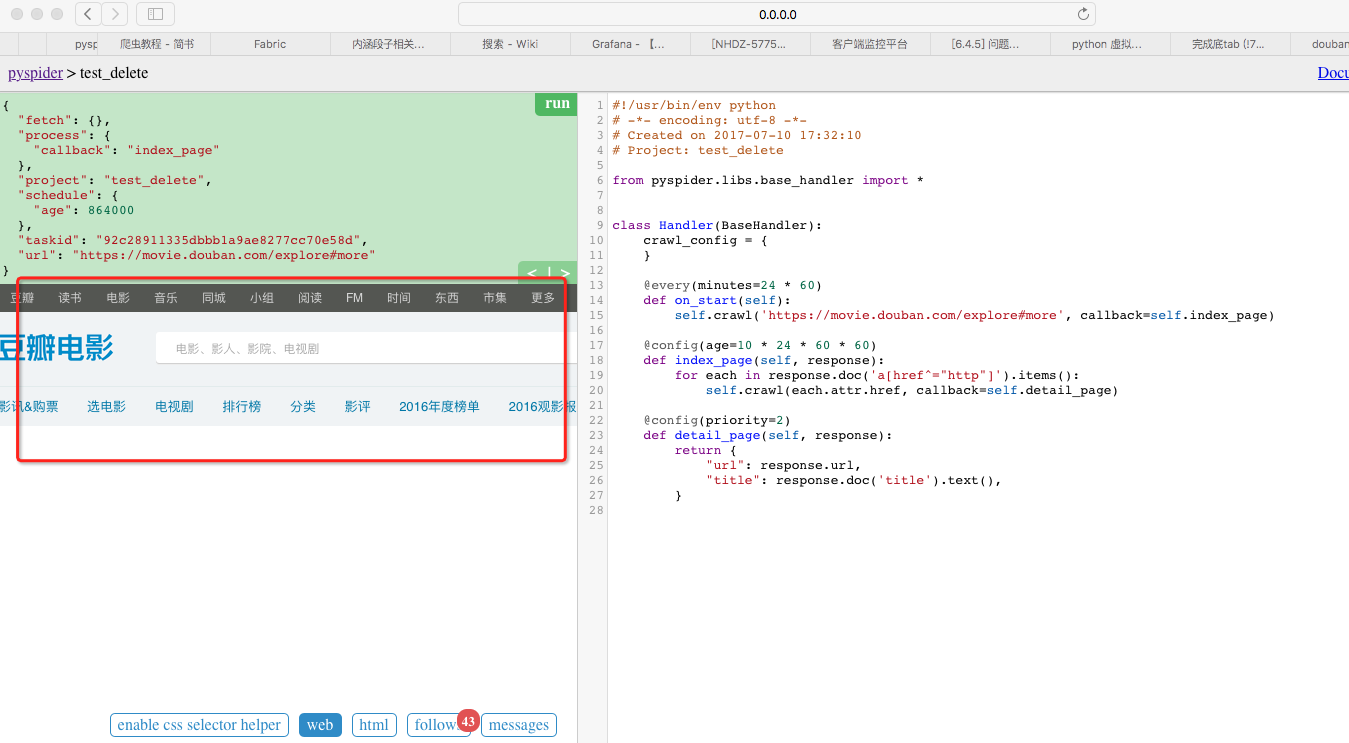 0.0.0.0
pysp 爬虫教程 - 简书 Fabric 内涵段子相关... 搜索 - Wiki Grafana - 【... [NHDZ-5775... 客户端监控平台 [6.4.5] 问题... python 虚拟... 完成底tab (!7... douban
pyspider > test_delete Docu
run
{
"fetch": {},
"process": {
"callback": "index_page"
},
"project": "test_delete",
"schedule": {
"age": 864000
},
"taskid": "92c28911335dbbb1a9ae8277cc70e58d",
"url": "https://movie.douban.com/explore#more"
}
< | >
豆瓣 读书 电影 音乐 同城 小组 阅读 FM 时间 东西 市集 更多
豆瓣电影 电影、影人、影院、电视剧
影讯&购票 选电影 电视剧 排行榜 分类 影评 2016年度榜单 2016观影报
enable css selector helper web html follows 43 messages
1 #!/usr/bin/env python
2 # -*- encoding: utf-8 -*-
3 # Created on 2017-07-10 17:32:10
4 # Project: test_delete
5
6 from pyspider.libs.base_handler import *
7
8
9 class Handler(BaseHandler):
10 crawl_config = {
11 }
12
13 @every(minutes=24 * 60)
14 def on_start(self):
15 self.crawl('https://movie.douban.com/explore#more', callback=self.index_page)
16
17 @config(age=10 * 24 * 60 * 60)
18 def index_page(self, response):
19 for each in response.doc('a[href^="http"]').items():
20 self.crawl(each.attr.href, callback=self.detail_page)
21
22 @config(priority=2)
23 def detail_page(self, response):
24 return {
25 "url": response.url,
26 "title": response.doc('title').text(),
27 }
28